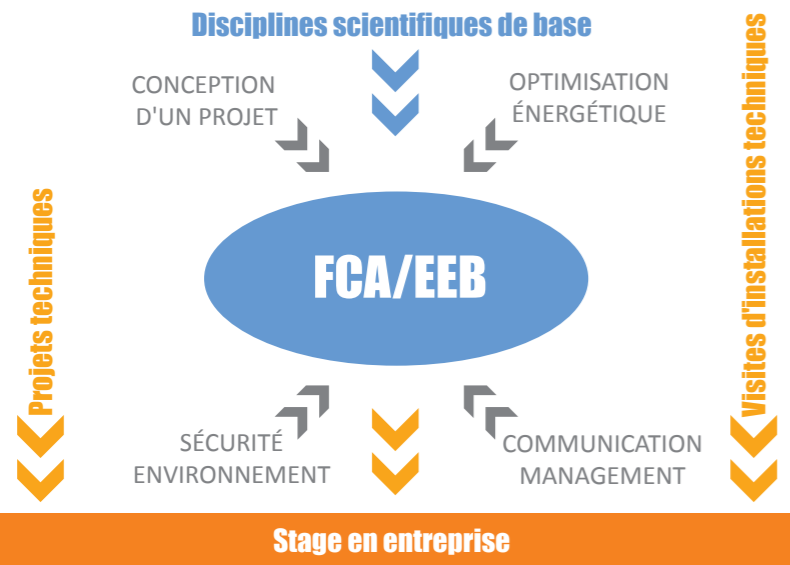 Disciplines scientifiques de base
CONCEPTION
D'UN PROJET
OPTIMISATION
ÉNERGÉTIQUE
Projets techniques
FCA/EEB
Visites d'installations techniques
SÉCURITÉ
ENVIRONNEMENT
COMMUNICATION
MANAGEMENT
Stage en entreprise